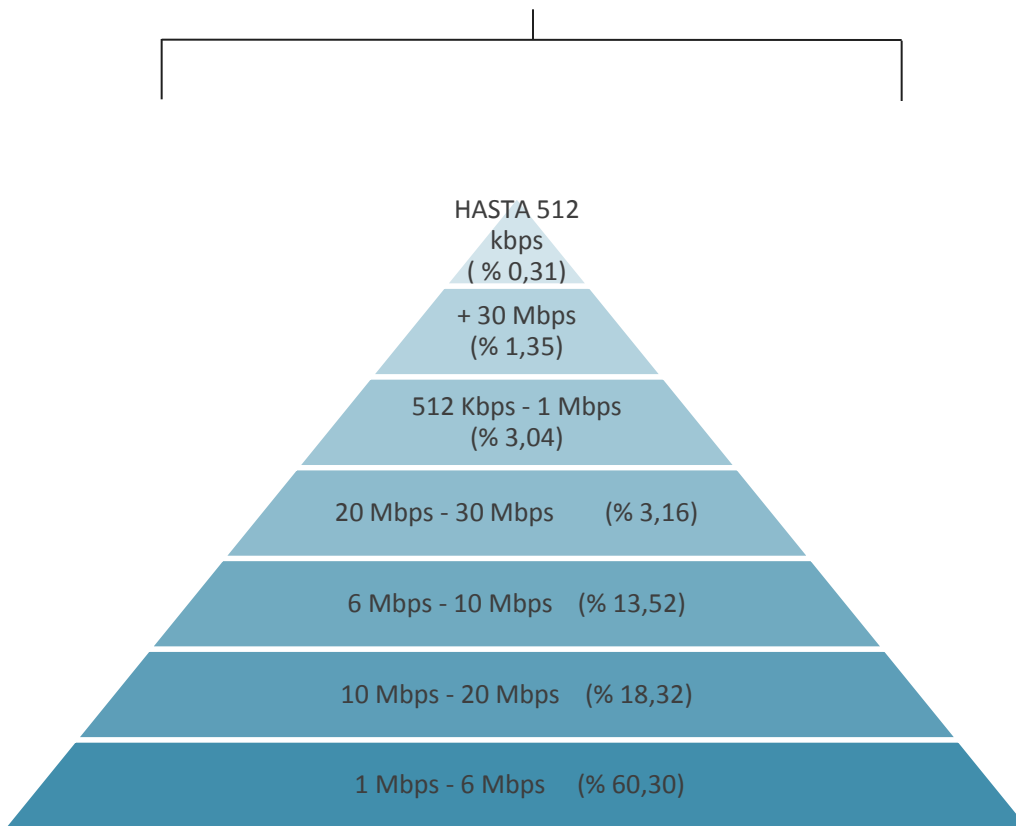 HASTA 512
kbps
( % 0,31)
+ 30 Mbps
(% 1,35)
512 Kbps - 1 Mbps
(% 3,04)
20 Mbps - 30 Mbps (% 3,16)
6 Mbps - 10 Mbps (% 13,52)
10 Mbps - 20 Mbps (% 18,32)
1 Mbps - 6 Mbps (% 60,30)